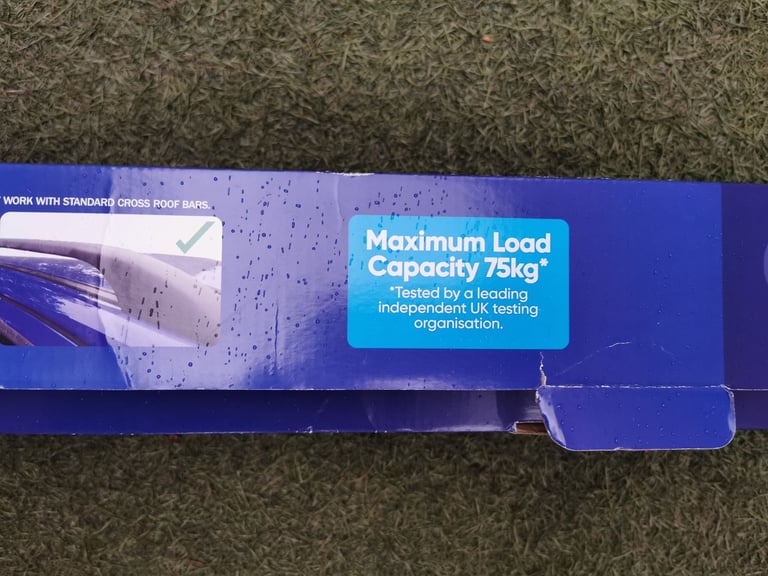 WORK WITH STANDARD CROSS ROOF BARS.
Maximum Load
Capacity 75kg*
*Tested by a leading
independent UK testing
organisation.